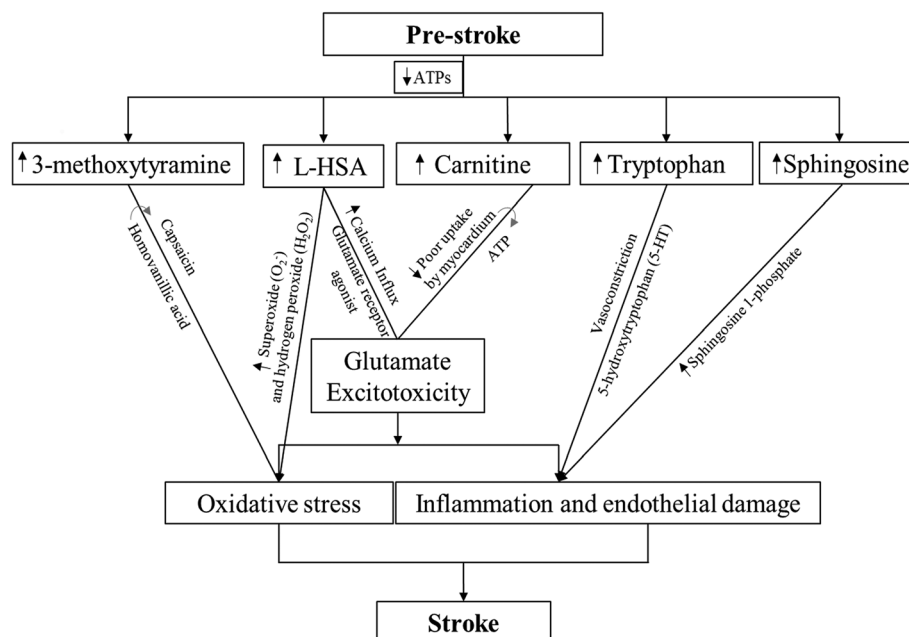 Pre-stroke
↓ATPs
↑3-methoxytyramine
↑ L-HSA
↑ Carnitine
↑Tryptophan
↑Sphingosine
Capsaicin
Homovanillic acid
↑ Superoxide (O₂·)
and hydrogen peroxide (H₂O₂)
↑ Calcium Influx
Glutamate receptor
agonist
↓ Poor uptake
by myocardium
ATP
Vasoconstriction
5-hydroxytryptophan (5-HT)
↑ Sphingosine 1-phosphate
Glutamate
Excitotoxicity
Oxidative stress
Inflammation and endothelial damage
Stroke